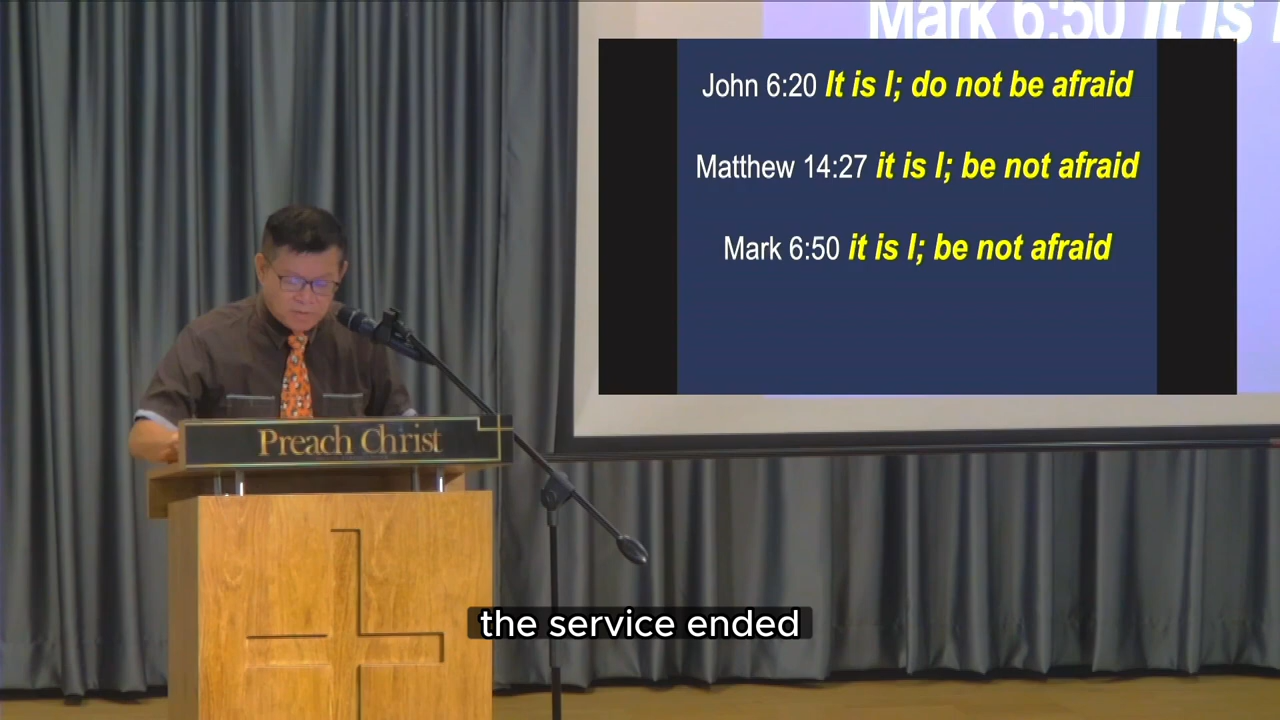 Mark 6:50 it is I
John 6:20 It is I; do not be afraid
Matthew 14:27 it is I; be not afraid
Mark 6:50 it is I; be not afraid
Preach Christ
the service ended